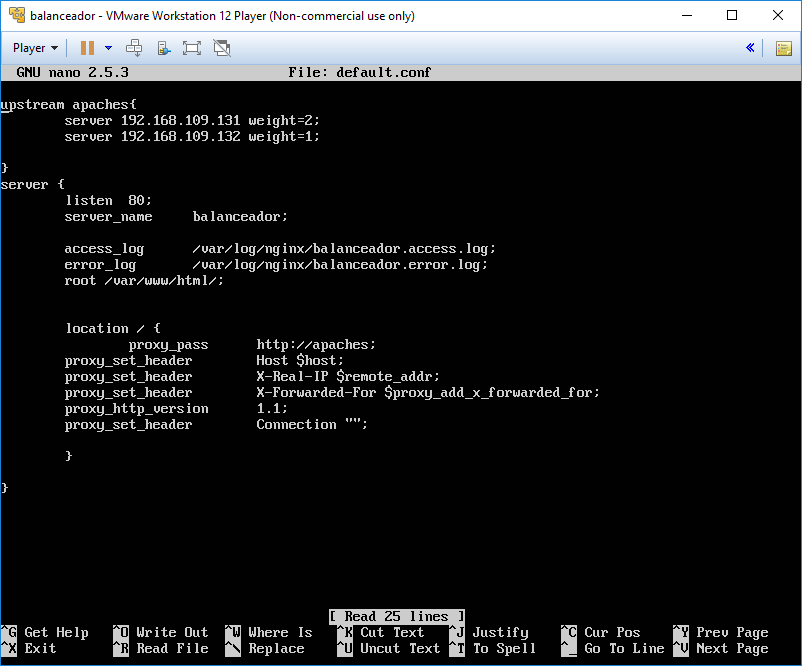 balanceador - VMware Workstation 12 Player (Non-commercial use only)
Player
GNU nano 2.5.3 File: default.conf
upstream apaches{
server 192.168.109.131 weight=2;
server 192.168.109.132 weight=1;
}
server {
listen 80;
server_name balanceador;
access_log /var/log/nginx/balanceador.access.log;
error_log /var/log/nginx/balanceador.error.log;
root /var/www/html/;
location / {
proxy_pass http://apaches;
proxy_set_header Host $host;
proxy_set_header X-Real-IP $remote_addr;
proxy_set_header X-Forwarded-For $proxy_add_x_forwarded_for;
proxy_http_version 1.1;
proxy_set_header Connection "";
}
}
[ Read 25 lines ]
^G Get Help ^O Write Out ^W Where Is ^K Cut Text ^J Justify ^C Cur Pos ^Y Prev Page
^X Exit ^R Read File ^\ Replace ^U Uncut Text ^T To Spell ^_ Go To Line ^V Next Page